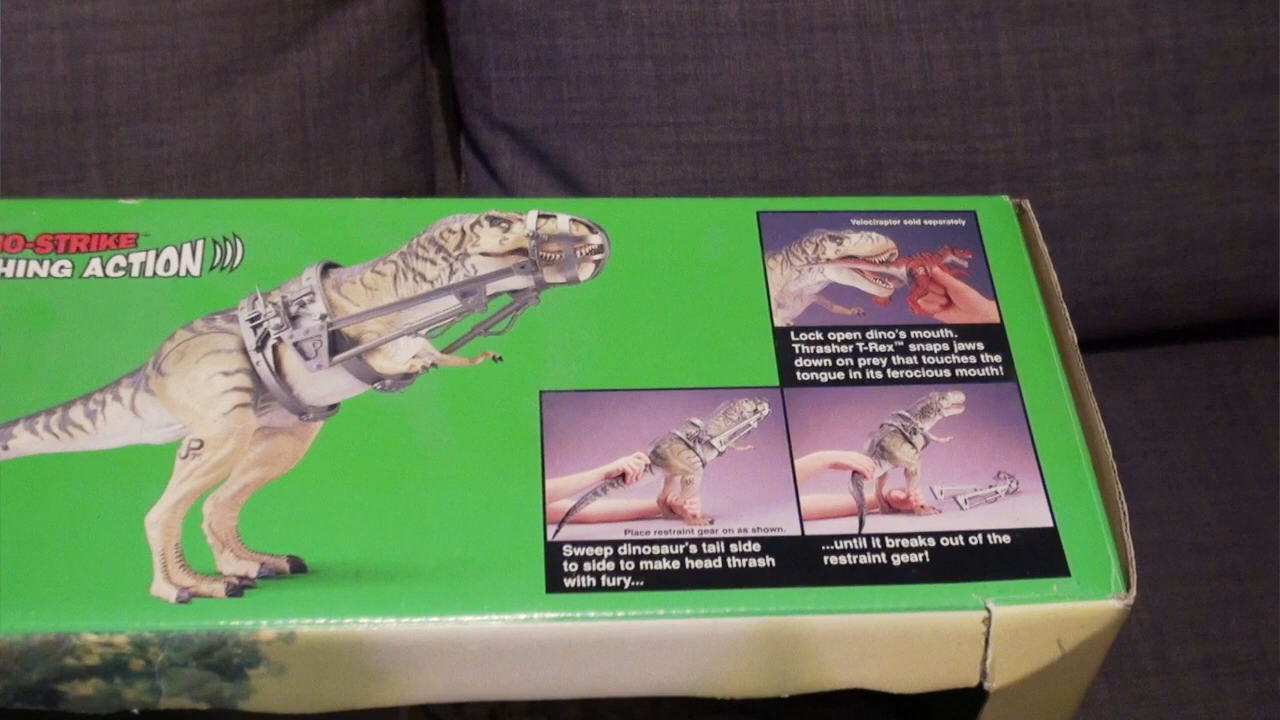 O-STRIKE™
HING ACTION
Velociraptor sold separately
Lock open dino's mouth.
Thrasher T-Rex™ snaps jaws
down on prey that touches the
tongue in its ferocious mouth!
JP
Place restraint gear on as shown.
Sweep dinosaur's tail side
to side to make head thrash
with fury...
...until it breaks out of the
restraint gear!